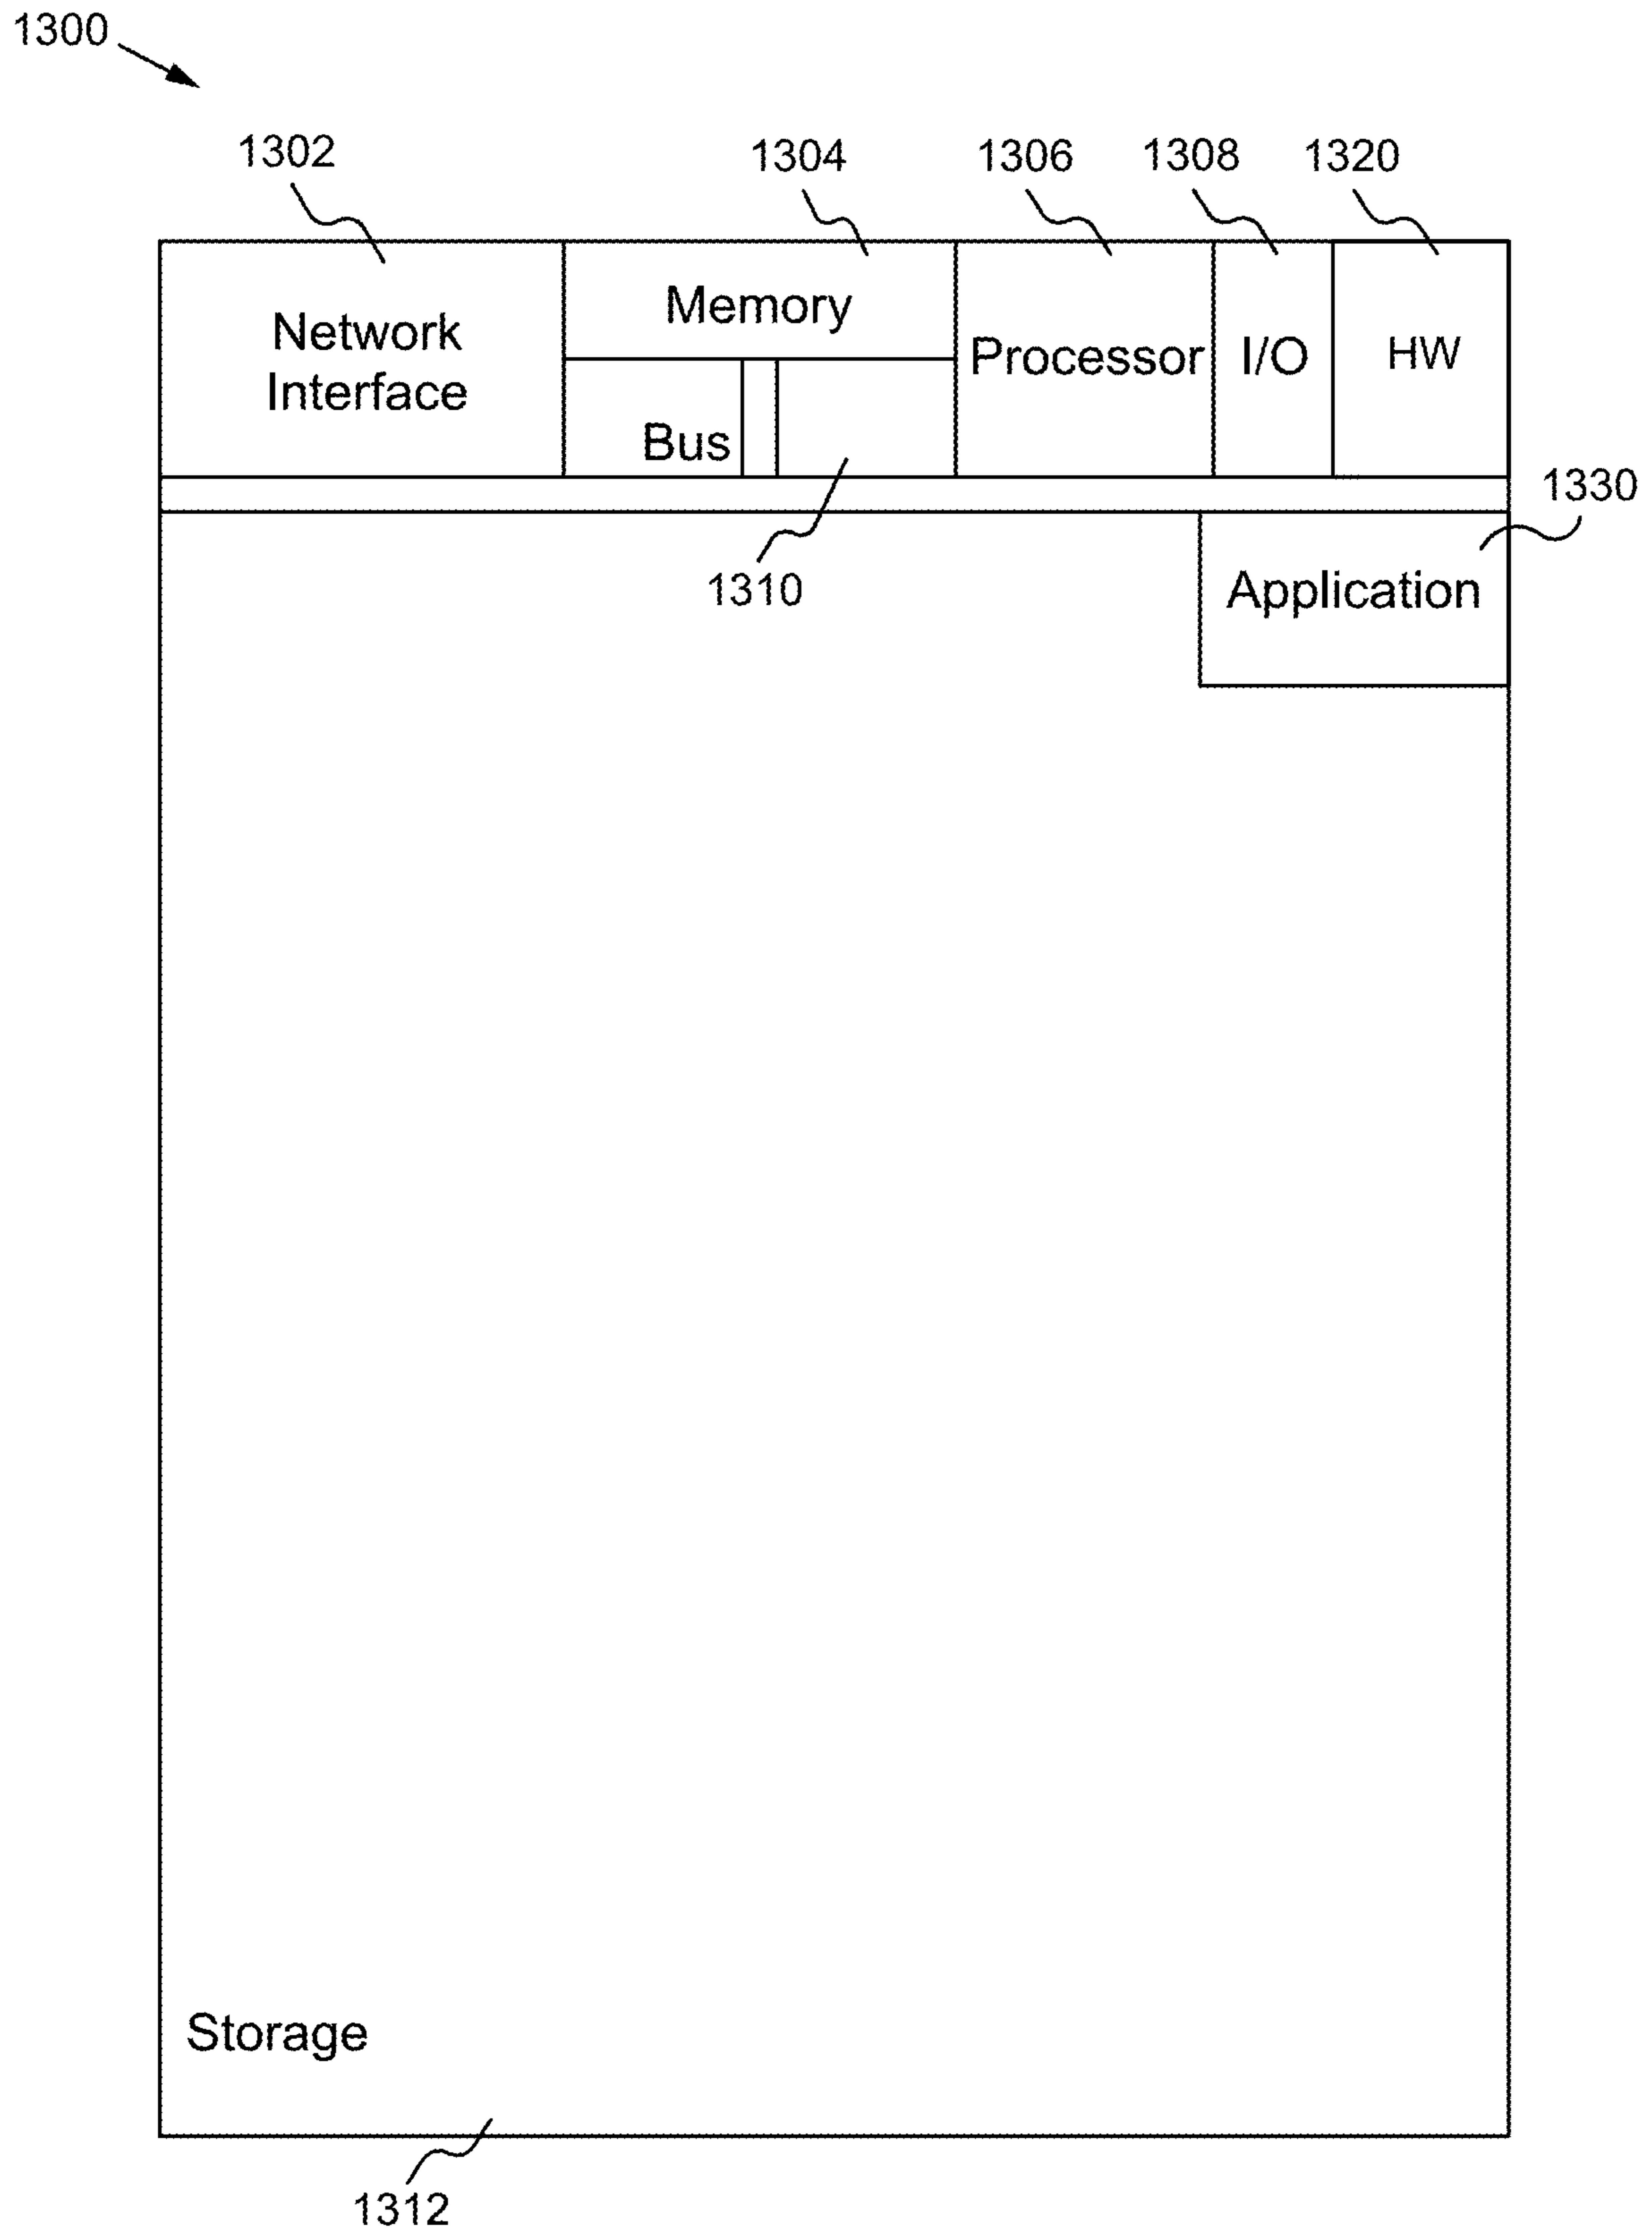 1300
1302
1304
1306
1308
1320
Network
Interface
Memory
Processor
I/O
HW
Bus
1330
1310
Application
Storage
1312